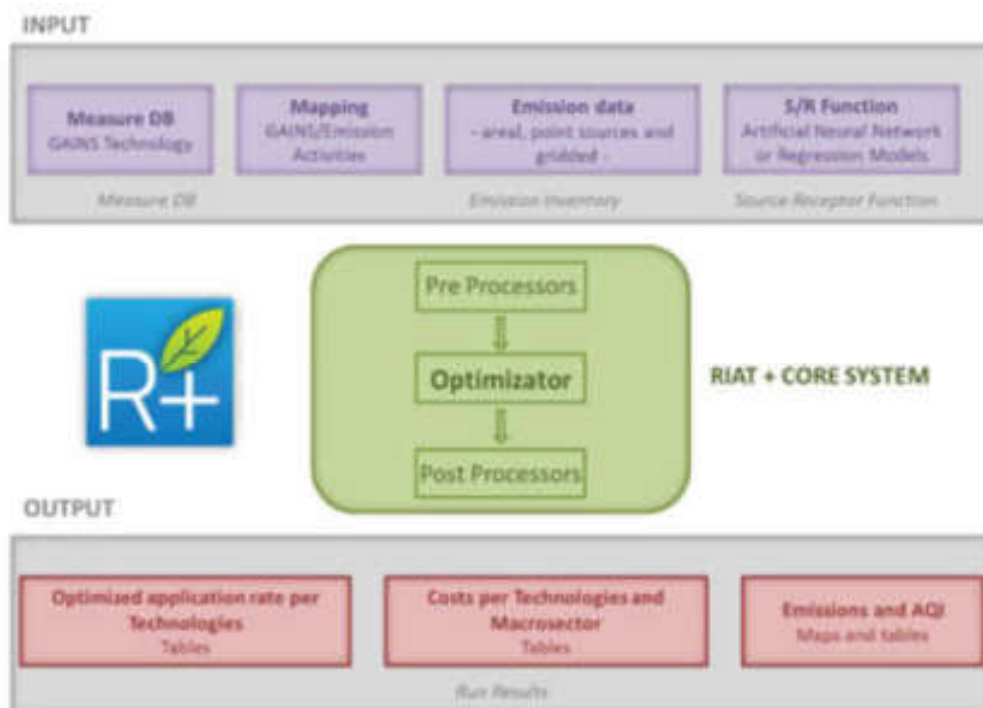 INPUT
Measure DB
GAINS Technology
Mapping
GAINS/Emission
Activities
Emission data
- areal, point sources and
gridded -
S/R Function
Artificial Neural Network
or Regression Models
Measure DB
Emission Inventory
Source Receptor Function
R+
Pre Processors
Optimizator
Post Processors
RIAT + CORE SYSTEM
OUTPUT
Optimized application rate per
Technologies
Tables
Costs per Technologies and
Macrosector
Tables
Emissions and AQI
Maps and tables
Run Results